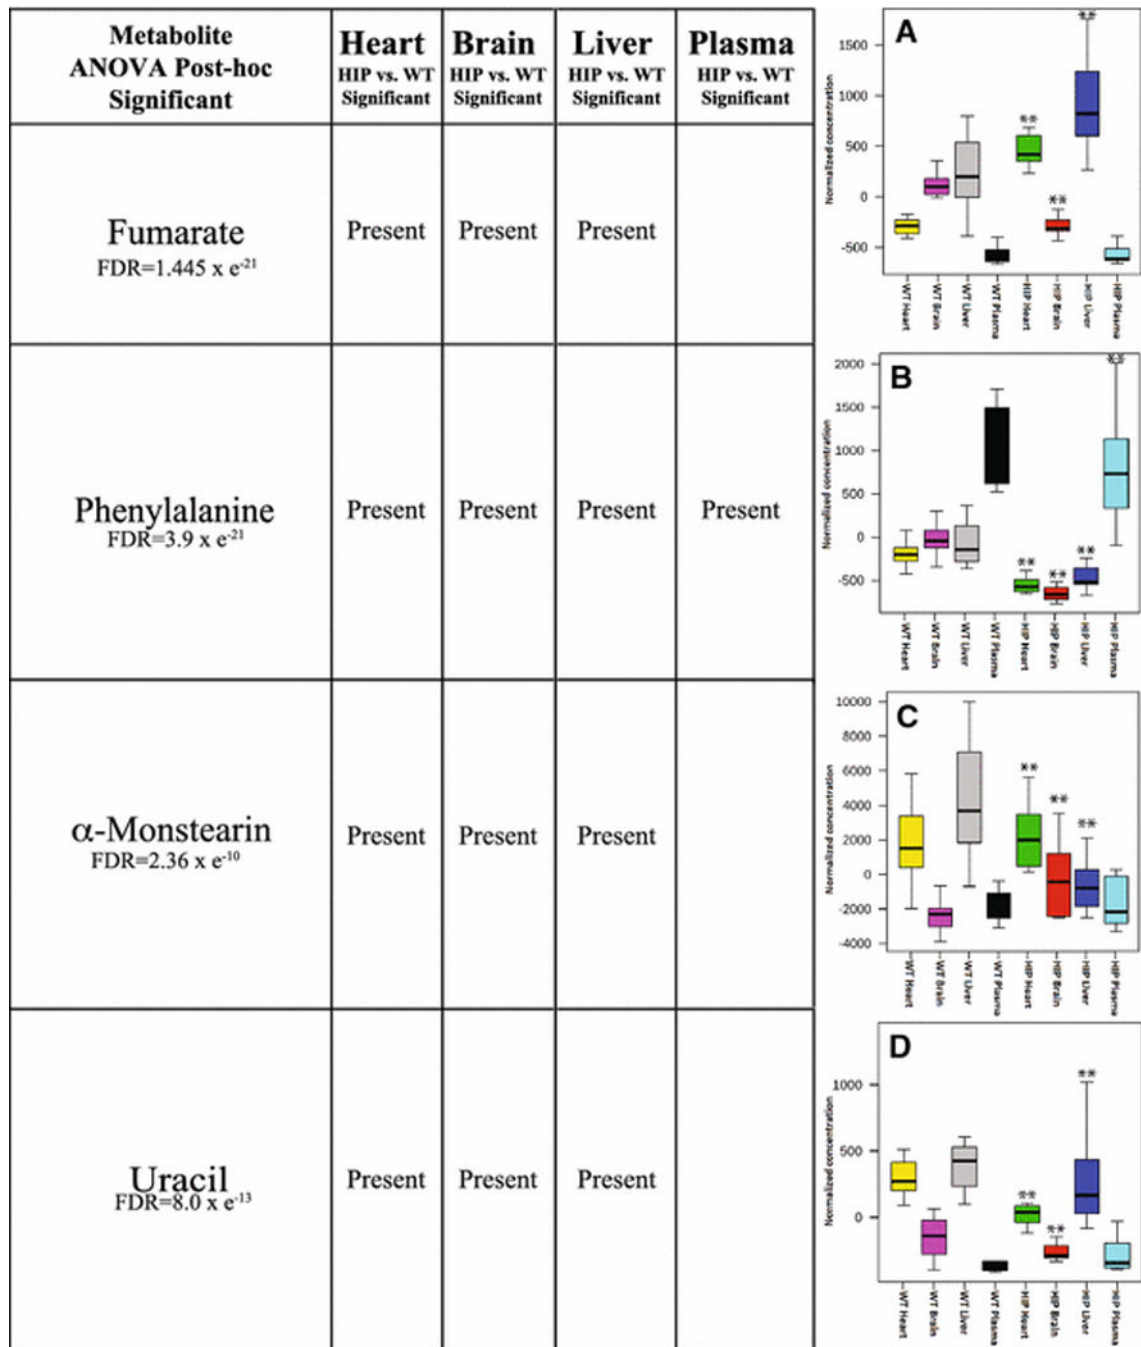 Metabolite
ANOVA Post-hoc
Significant
Heart
HIP vs. WT
Significant
Brain
HIP vs. WT
Significant
Liver
HIP vs. WT
Significant
Plasma
HIP vs. WT
Significant
Fumarate
FDR=1.445 x e-21
Present
Present
Present
Phenylalanine
FDR=3.9 x e-21
Present
Present
Present
Present
α-Monstearin
FDR=2.36 x e-10
Present
Present
Present
Uracil
FDR=8.0 x e-13
Present
Present
Present
A
Normalized concentration
1500
1000
500
0
-500
**
**
**
WT Heart
WT Brain
WT Liver
WT Plasma
HIP Heart
HIP Brain
HIP Liver
HIP Plasma
B
Normalized concentration
2000
1500
1000
500
0
-500
**
**
**
**
WT Heart
WT Brain
WT Liver
WT Plasma
HIP Heart
HIP Brain
HIP Liver
HIP Plasma
C
Normalized concentration
10000
8000
6000
4000
2000
0
-2000
-4000
**
**
**
WT Heart
WT Brain
WT Liver
WT Plasma
HIP Heart
HIP Brain
HIP Liver
HIP Plasma
D
Normalized concentration
1000
500
0
**
**
**
WT Heart
WT Brain
WT Liver
WT Plasma
HIP Heart
HIP Brain
HIP Liver
HIP Plasma